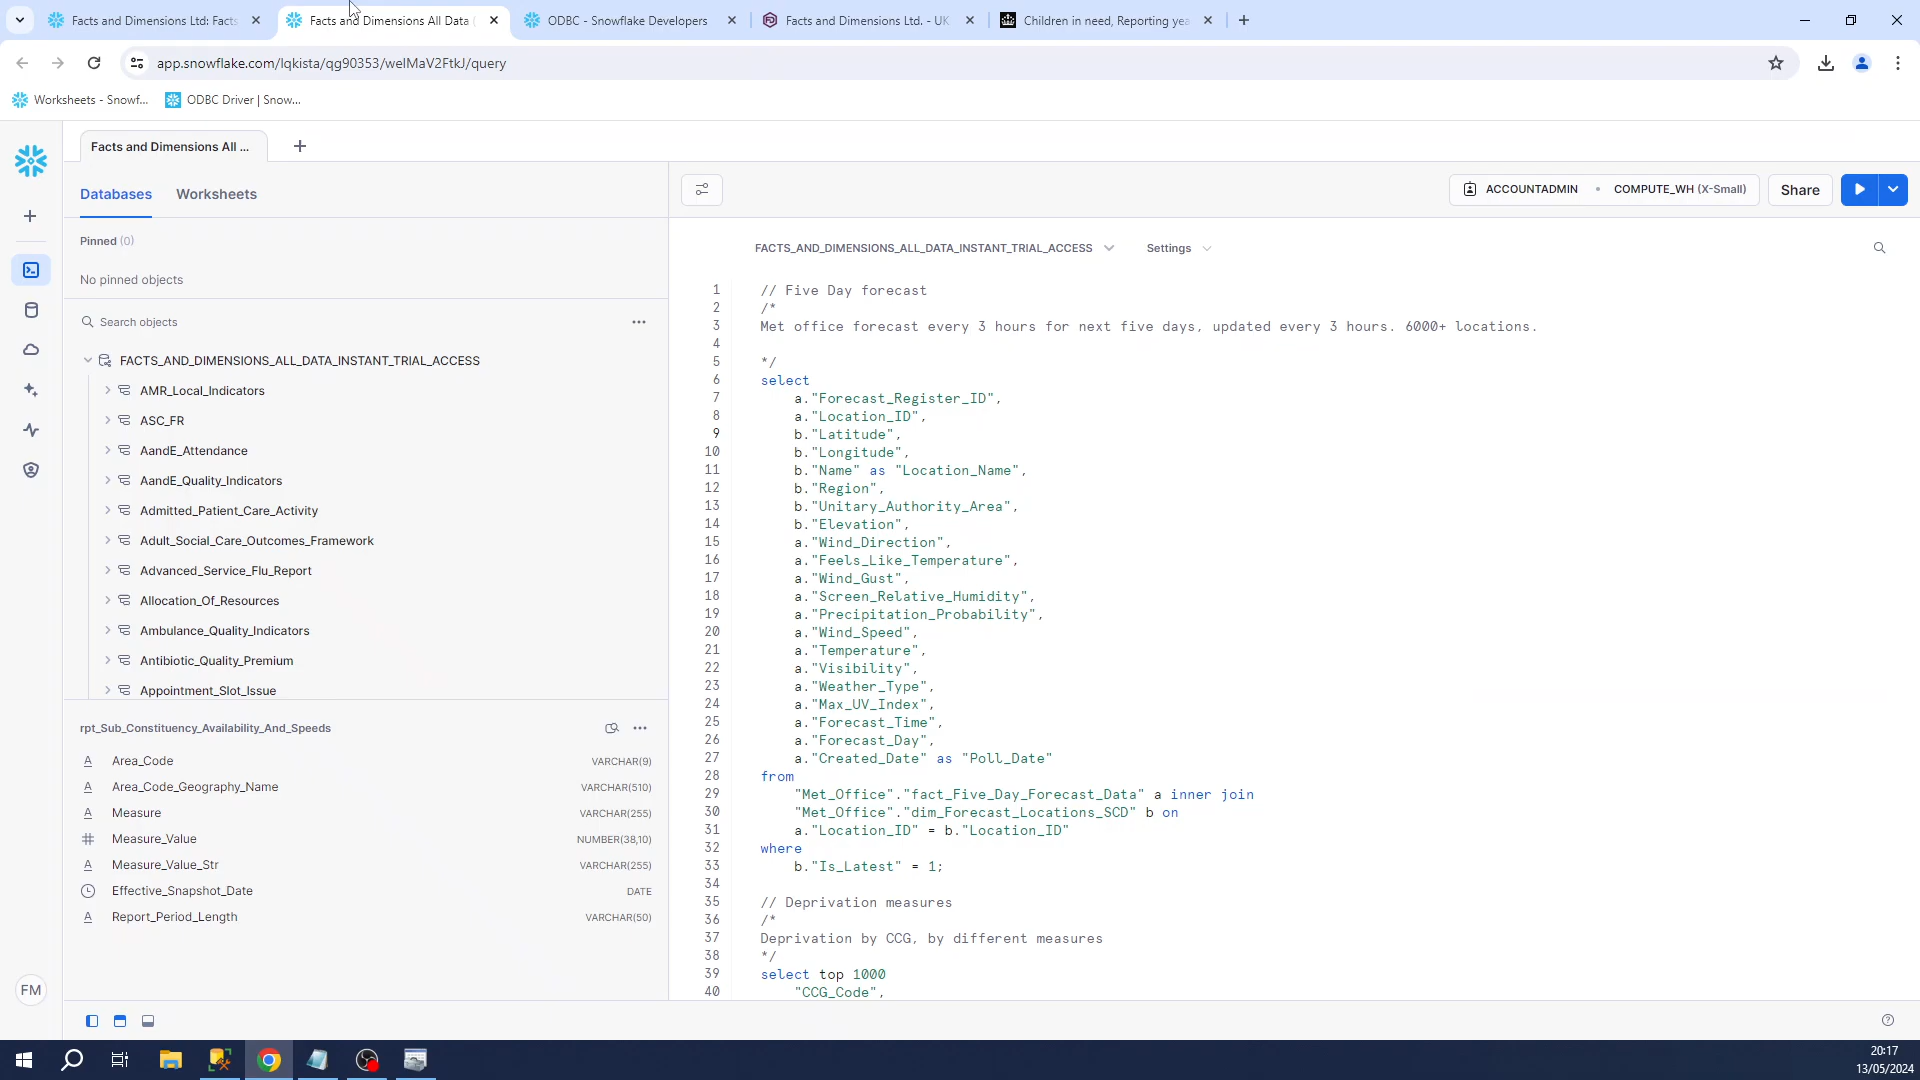 Facts and Dimensions Ltd: Facts
Facts and Dimensions All Data (
ODBC - Snowflake Developers
Facts and Dimensions Ltd. - UK
Children in need, Reporting yea
app.snowflake.com/lqkista/qg90353/welMaV2FtkJ/query
Worksheets - Snowf...
ODBC Driver | Snow...
Facts and Dimensions All ...
Databases
Worksheets
ACCOUNTADMIN • COMPUTE_WH (X-Small)
Share
Pinned (0)
No pinned objects
Search objects
FACTS_AND_DIMENSIONS_ALL_DATA_INSTANT_TRIAL_ACCESS
AMR_Local_Indicators
ASC_FR
AandE_Attendance
AandE_Quality_Indicators
Admitted_Patient_Care_Activity
Adult_Social_Care_Outcomes_Framework
Advanced_Service_Flu_Report
Allocation_Of_Resources
Ambulance_Quality_Indicators
Antibiotic_Quality_Premium
Appointment_Slot_Issue
rpt_Sub_Constituency_Availability_And_Speeds
Area_Code VARCHAR(9)
Area_Code_Geography_Name VARCHAR(510)
Measure VARCHAR(255)
Measure_Value NUMBER(38,10)
Measure_Value_Str VARCHAR(255)
Effective_Snapshot_Date DATE
Report_Period_Length VARCHAR(50)
FM
FACTS_AND_DIMENSIONS_ALL_DATA_INSTANT_TRIAL_ACCESS
Settings
1 // Five Day forecast
2 /*
3 Met office forecast every 3 hours for next five days, updated every 3 hours. 6000+ locations.
4
5 */
6 select
7 a."Forecast_Register_ID",
8 a."Location_ID",
9 b."Latitude",
10 b."Longitude",
11 b."Name" as "Location_Name",
12 b."Region",
13 b."Unitary_Authority_Area",
14 b."Elevation",
15 a."Wind_Direction",
16 a."Feels_Like_Temperature",
17 a."Wind_Gust",
18 a."Screen_Relative_Humidity",
19 a."Precipitation_Probability",
20 a."Wind_Speed",
21 a."Temperature",
22 a."Visibility",
23 a."Weather_Type",
24 a."Max_UV_Index",
25 a."Forecast_Time",
26 a."Forecast_Day",
27 a."Created_Date" as "Poll_Date"
28 from
29 "Met_Office"."fact_Five_Day_Forecast_Data" a inner join
30 "Met_Office"."dim_Forecast_Locations_SCD" b on
31 a."Location_ID" = b."Location_ID"
32 where
33 b."Is_Latest" = 1;
34
35 // Deprivation measures
36 /*
37 Deprivation by CCG, by different measures
38 */
39 select top 1000
40 "CCG_Code",
20:17
13/05/2024